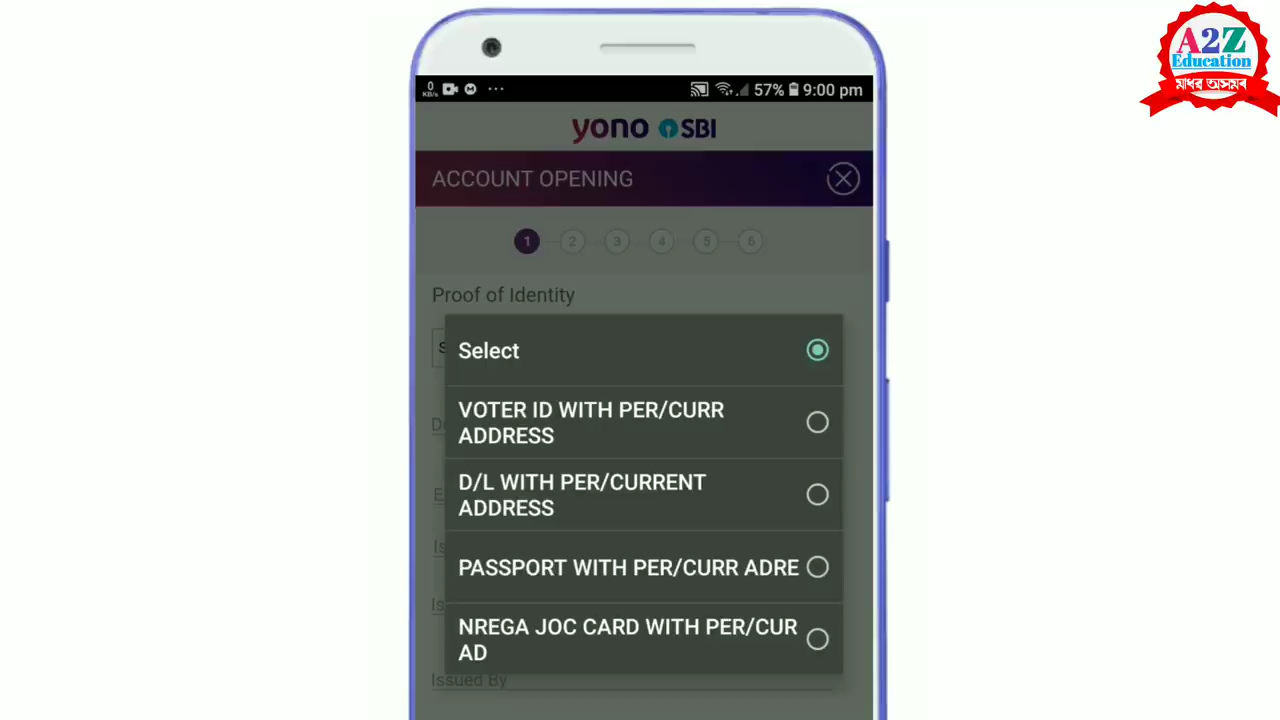 A2Z
Education
মাধৱ অসমৰ
0
KB/s
57% 9:00 pm
yono SBI
ACCOUNT OPENING
1 2 3 4 5 6
Proof of Identity
Select
VOTER ID WITH PER/CURR
ADDRESS
D/L WITH PER/CURRENT
ADDRESS
PASSPORT WITH PER/CURR ADRE
NREGA JOC CARD WITH PER/CUR
AD
Issued By